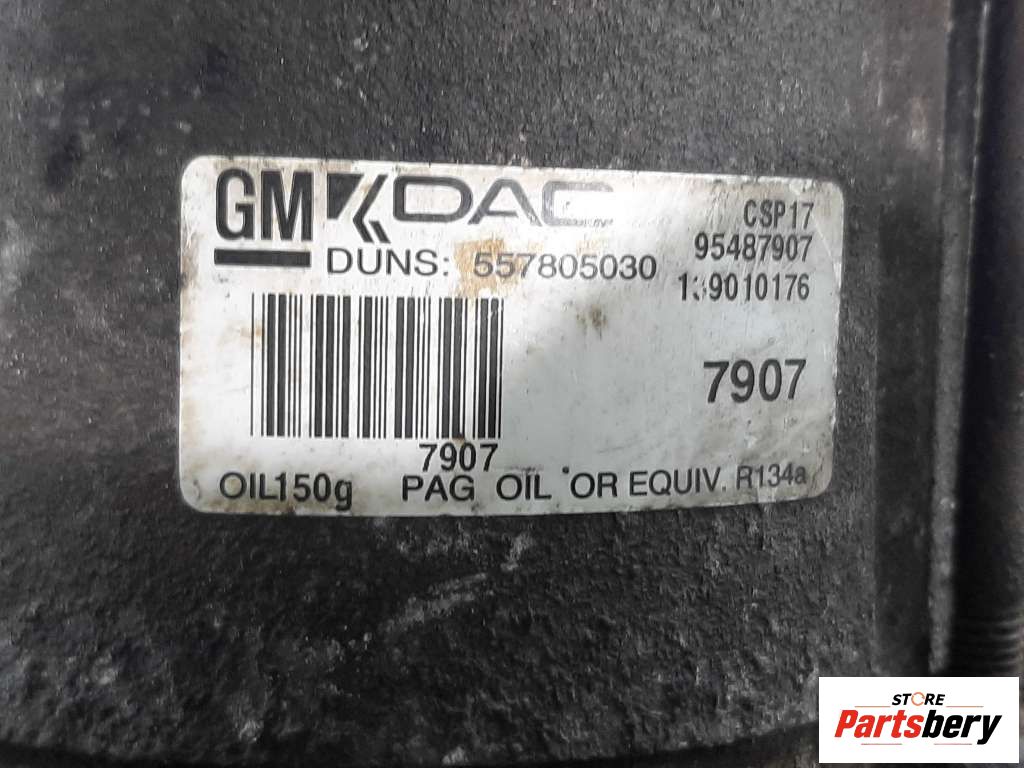 GM DAC
CSP17
DUNS: 557805030
95487907
7907
7907
OIL150g PAG OIL OR EQUIV. R134a
STORE
Partsbery